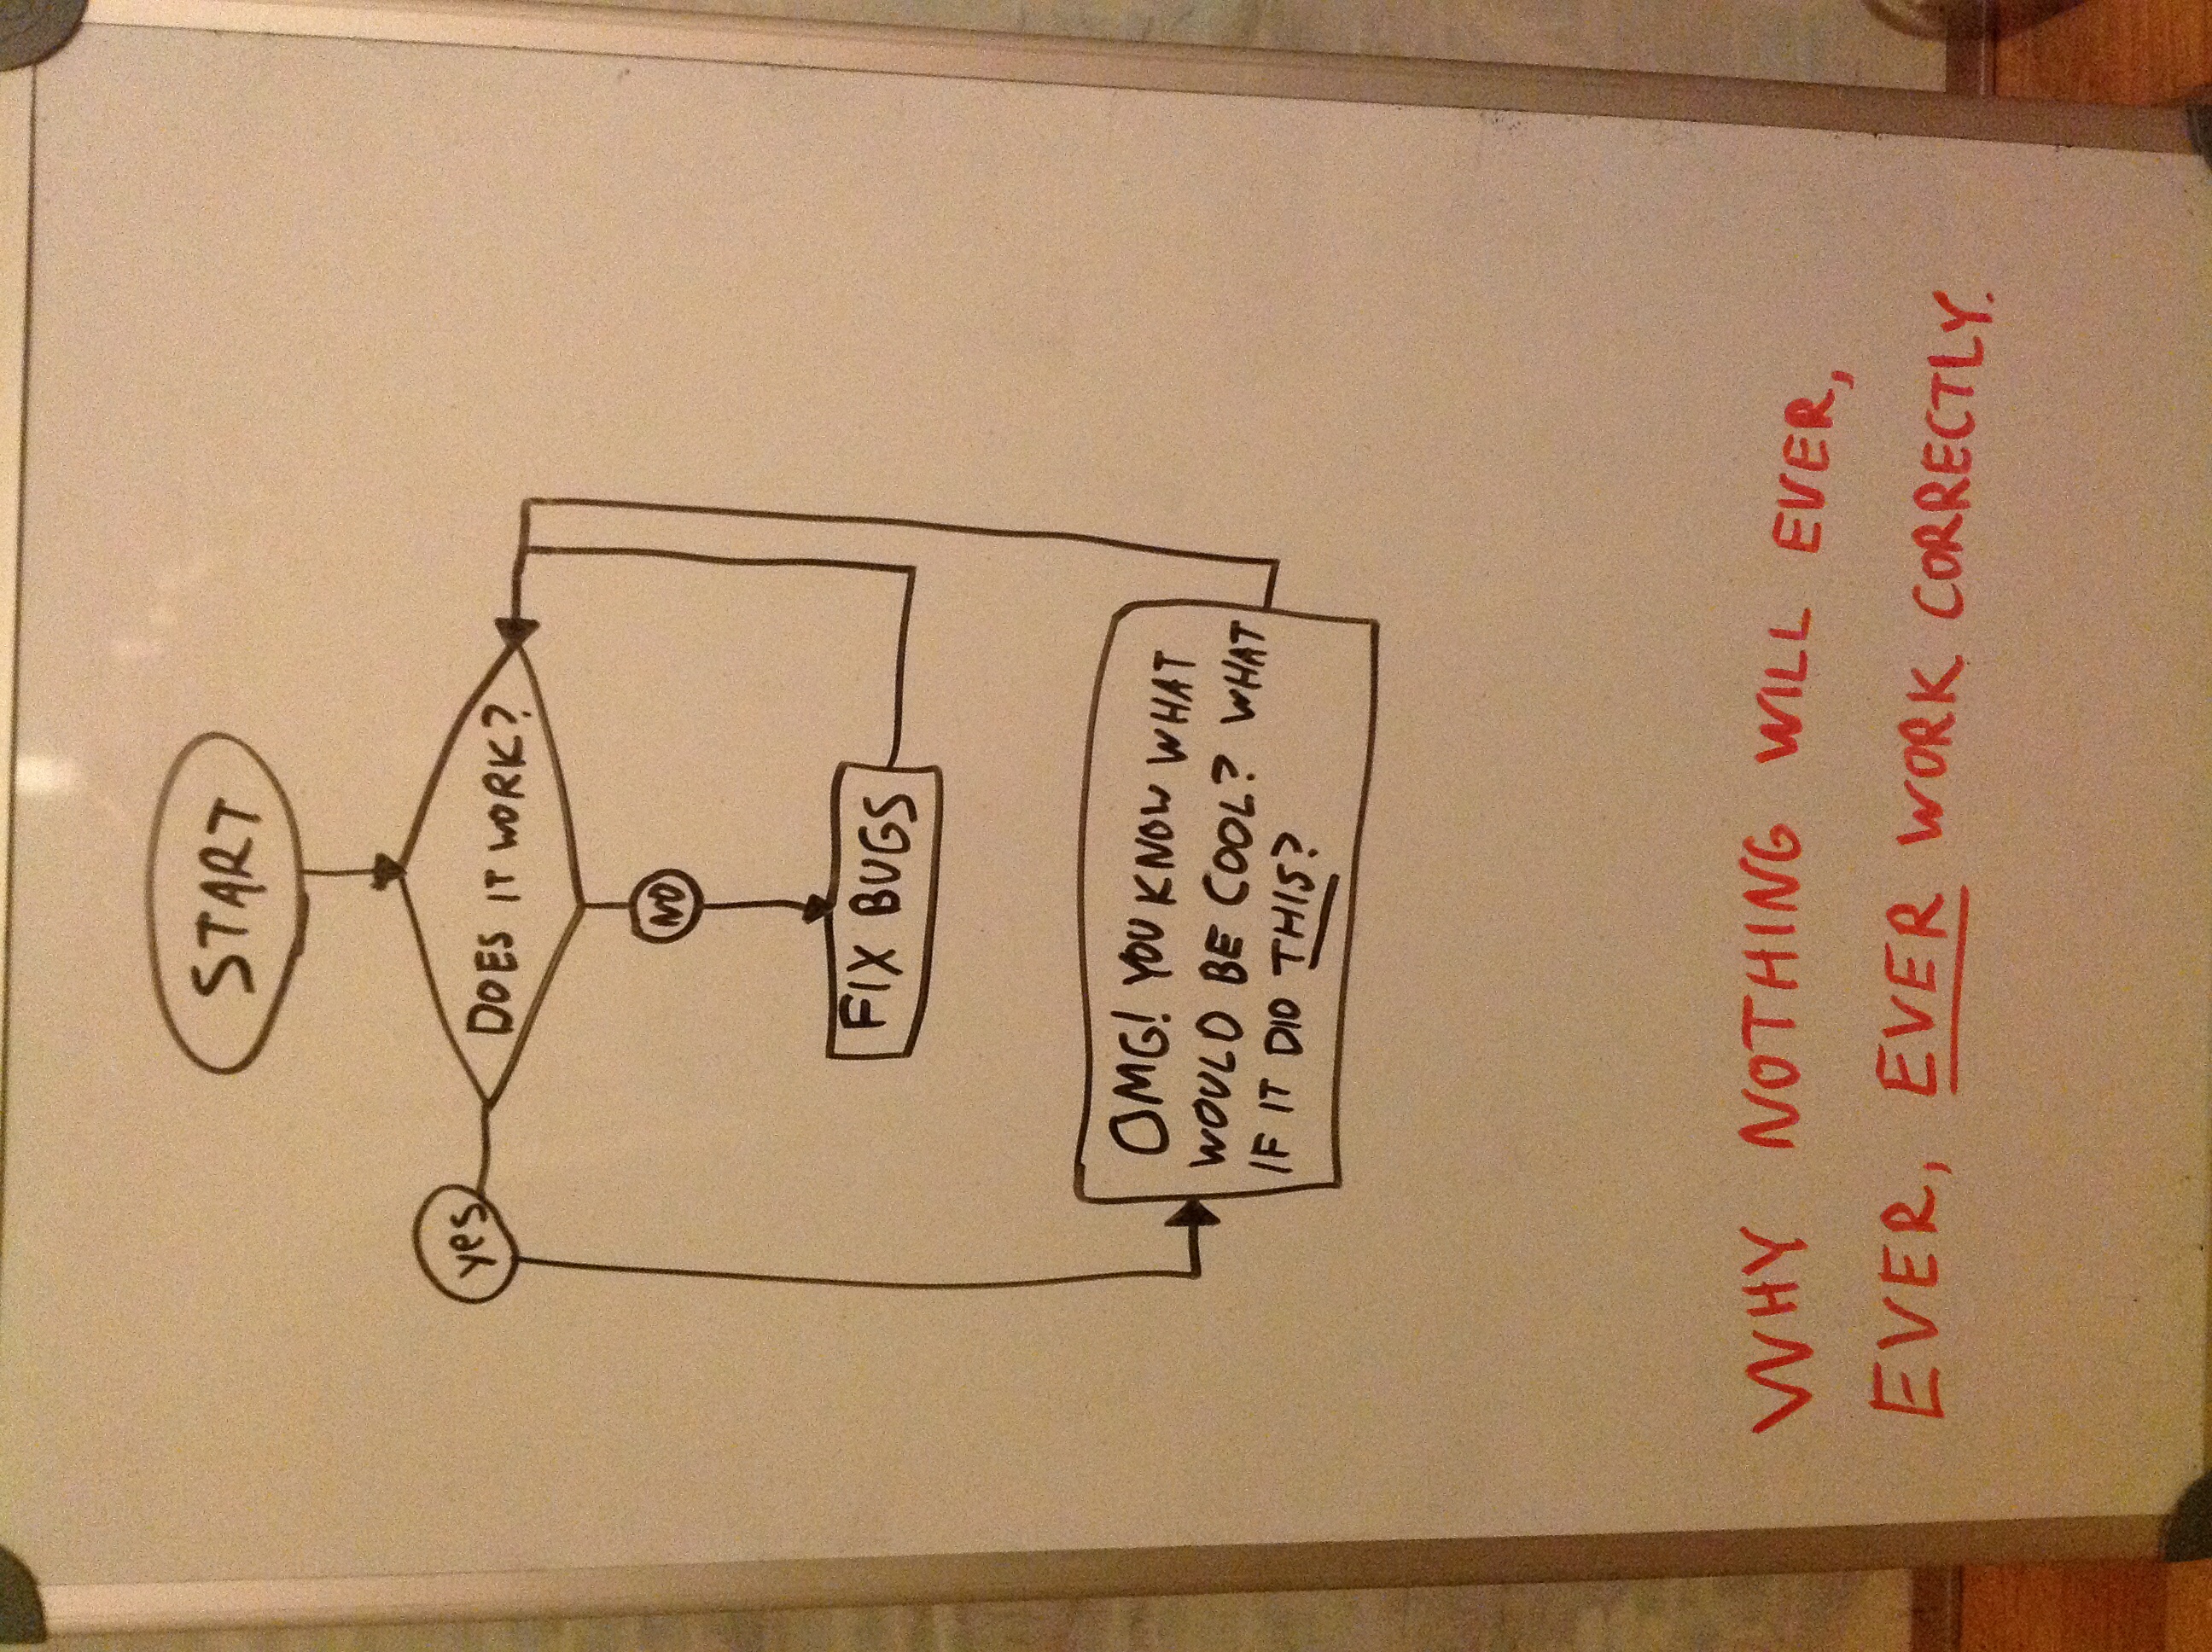 START
yes
DOES IT WORK?
NO
FIX BUGS
OMG! YOU KNOW WHAT
WOULD BE COOL? WHAT
IF IT DID THIS?
WHY NOTHING WILL EVER,
EVER, EVER WORK CORRECTLY.